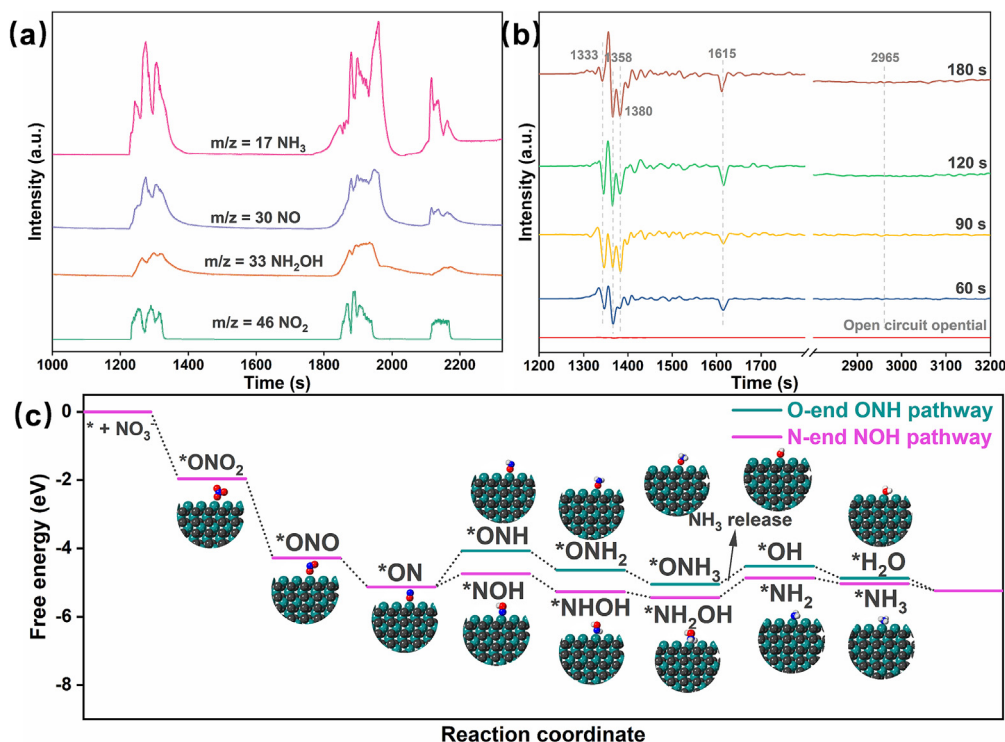 (a)
Intensity (a.u.)
m/z = 17 NH₃
m/z = 30 NO
m/z = 33 NH₂OH
m/z = 46 NO₂
1000 1200 1400 1600 1800 2000 2200
Time (s)
(b)
Intensity (a.u.)
1333 1358 1615 2965
1380
180 s
120 s
90 s
60 s
Open circuit opential
1200 1300 1400 1500 1600 1700 2900 3000 3100 3200
Time (s)
(c)
Free energy (eV)
0
-2
-4
-6
-8
O-end ONH pathway
N-end NOH pathway
* + NO₃
*ONO₂
*ONO
*ON
*ONH
*ONH₂
*ONH₃
NH₃ release
*OH
*H₂O
*NOH
*NHOH
*NH₂OH
*NH₂
*NH₃
Reaction coordinate